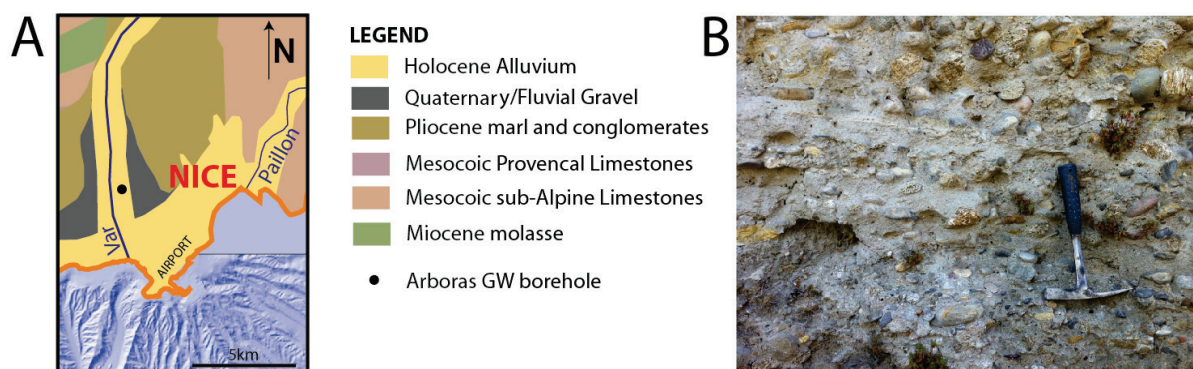 A
N
NICE
Paillon
Var
AIRPORT
5km
LEGEND
Holocene Alluvium
Quaternary/Fluvial Gravel
Pliocene marl and conglomerates
Mesocoic Provencal Limestones
Mesocoic sub-Alpine Limestones
Miocene molasse
Arboras GW borehole
B